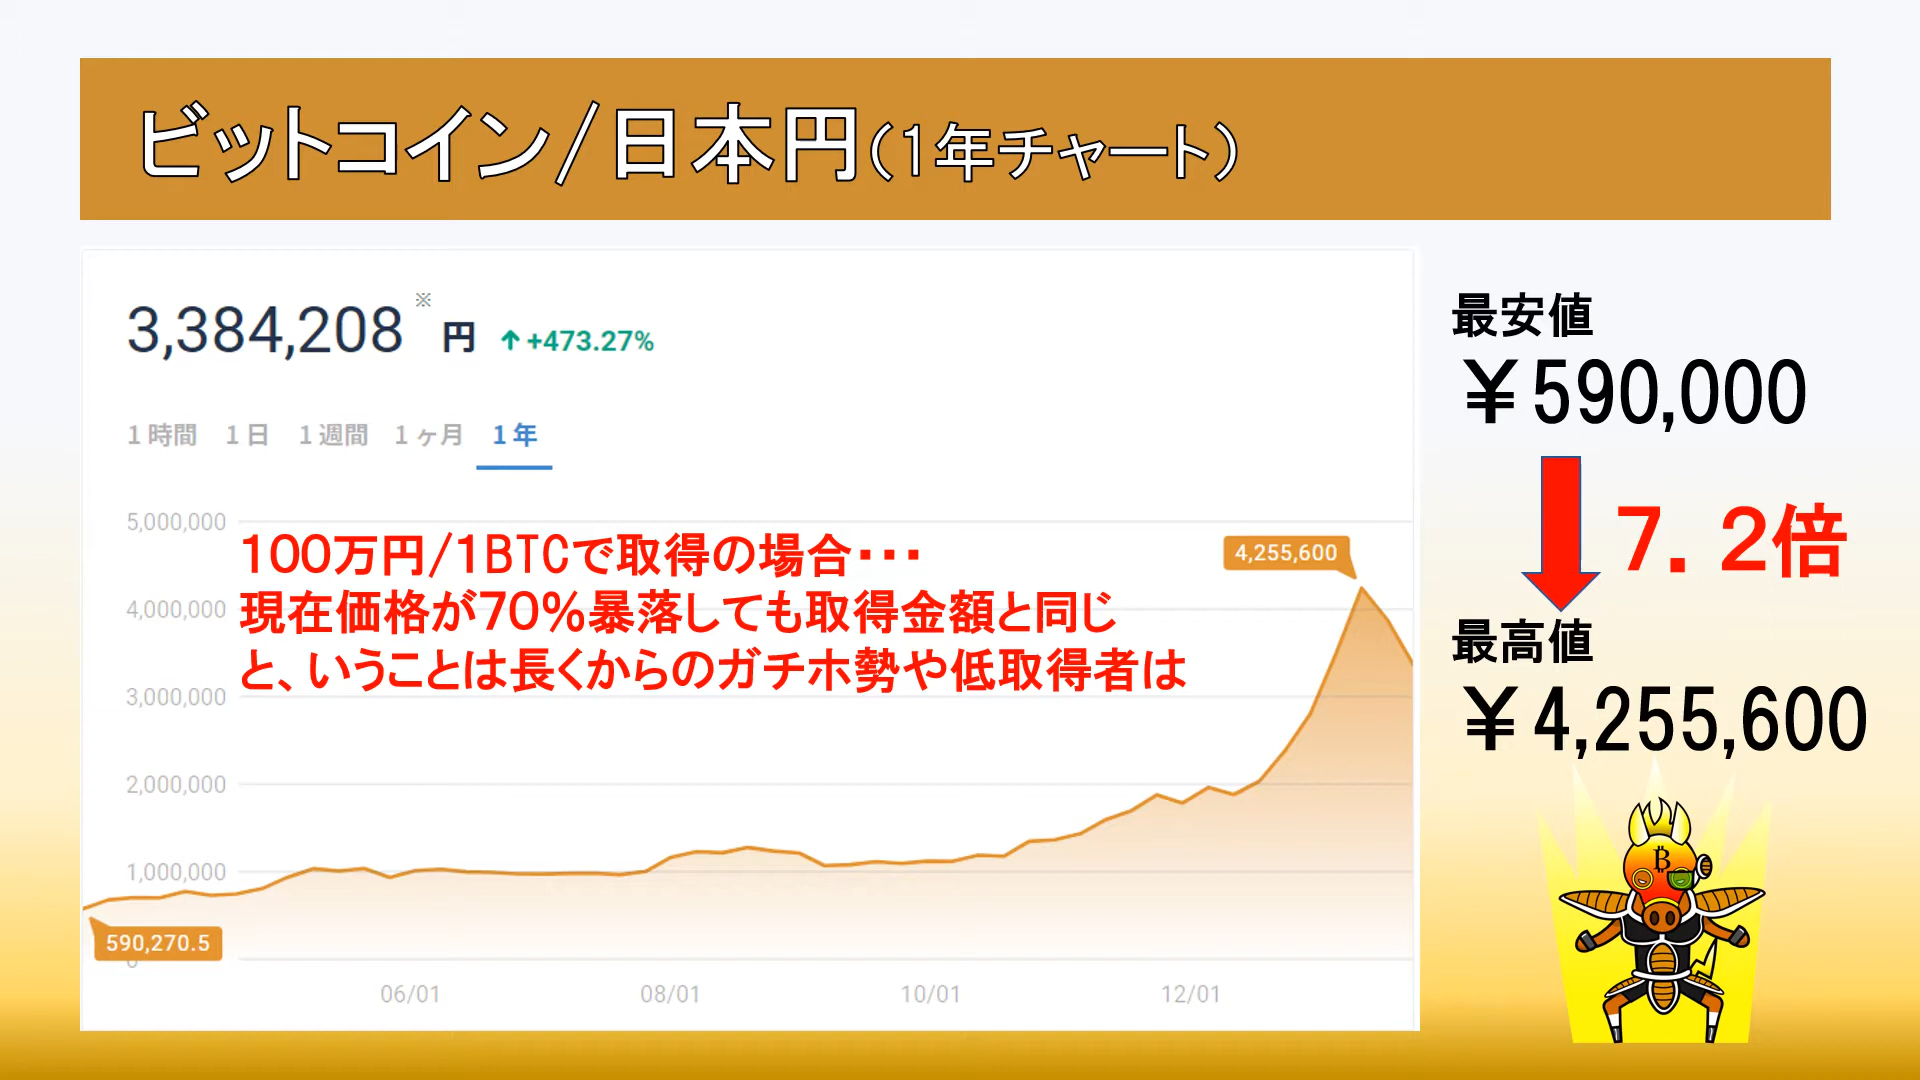 ビットコイン/日本円（1年チャート）
3,384,208※円 ↑+473.27%
1時間 1日 1週間 1ヶ月 1年
5,000,000
4,000,000
3,000,000
2,000,000
1,000,000
0
100万円/1BTCで取得の場合・・・
現在価格が70%暴落しても取得金額と同じ
と、いうことは長くからのガチホ勢や低取得者は
4,255,600
590,270.5
06/01 08/01 10/01 12/01
最安値
￥590,000
7．2倍
最高値
￥4,255,600
B